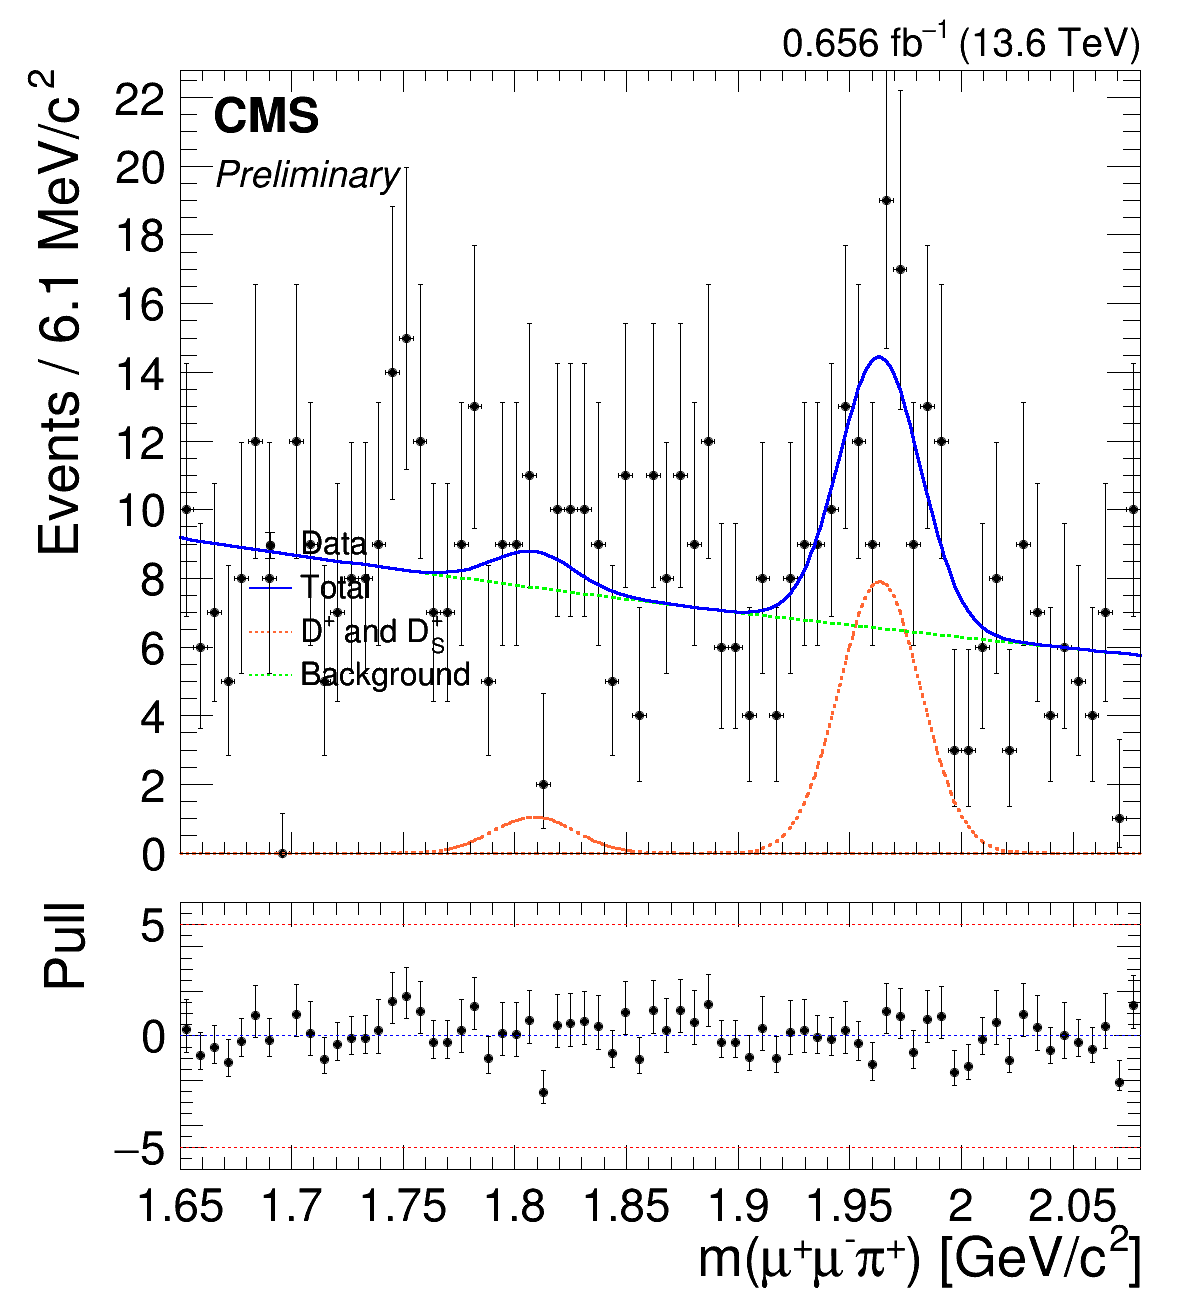 0.656 fb⁻¹ (13.6 TeV)
CMS
Preliminary
Events / 6.1 MeV/c²
22
20
18
16
14
12
10
8
6
4
2
0
Data
Total
D⁺ and D_S⁺
Background
Pull
5
0
−5
1.65 1.7 1.75 1.8 1.85 1.9 1.95 2 2.05
m(μ⁺μ⁻π⁺) [GeV/c²]